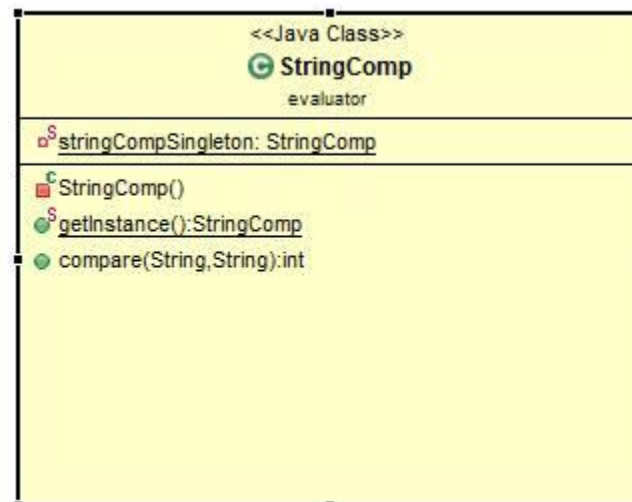 <<Java Class>>
C StringComp
evaluator
S stringCompSingleton: StringComp
C StringComp()
S getInstance():StringComp
compare(String,String):int